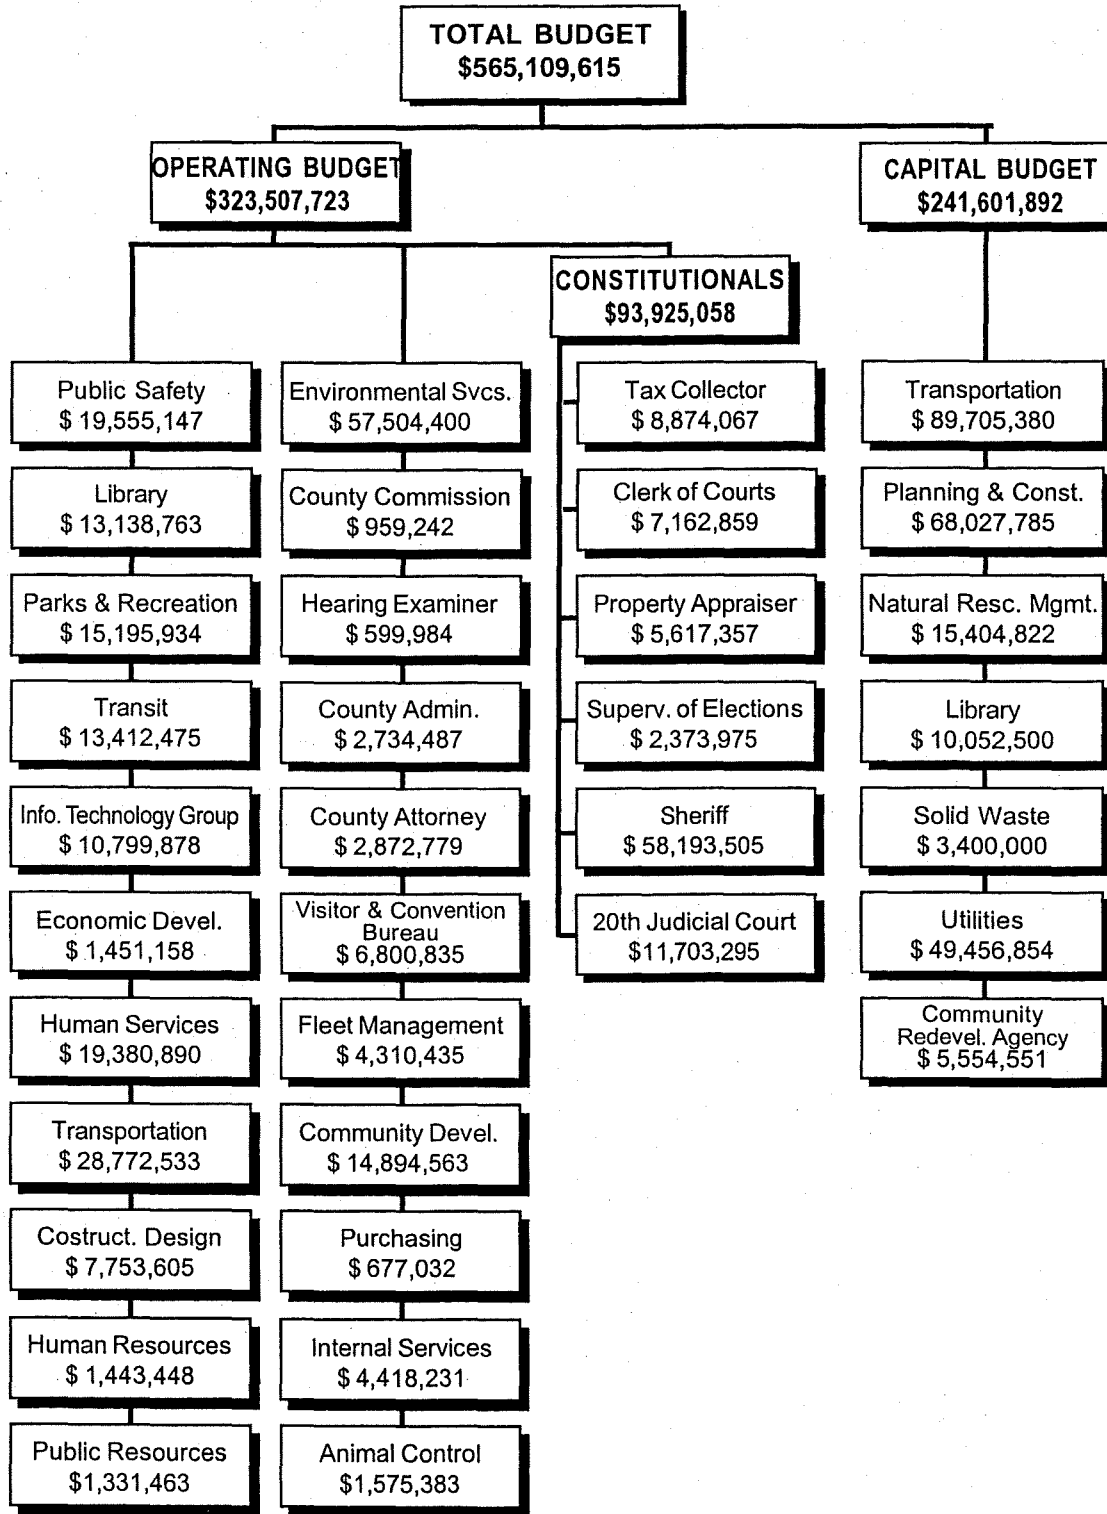 TOTAL BUDGET
$565,109,615
OPERATING BUDGET
$323,507,723
CAPITAL BUDGET
$241,601,892
CONSTITUTIONALS
$93,925,058
Public Safety
$ 19,555,147
Library
$ 13,138,763
Parks & Recreation
$ 15,195,934
Transit
$ 13,412,475
Info. Technology Group
$ 10,799,878
Economic Devel.
$ 1,451,158
Human Services
$ 19,380,890
Transportation
$ 28,772,533
Costruct. Design
$ 7,753,605
Human Resources
$ 1,443,448
Public Resources
$1,331,463
Environmental Svcs.
$ 57,504,400
County Commission
$ 959,242
Hearing Examiner
$ 599,984
County Admin.
$ 2,734,487
County Attorney
$ 2,872,779
Visitor & Convention
Bureau
$ 6,800,835
Fleet Management
$ 4,310,435
Community Devel.
$ 14,894,563
Purchasing
$ 677,032
Internal Services
$ 4,418,231
Animal Control
$1,575,383
Tax Collector
$ 8,874,067
Clerk of Courts
$ 7,162,859
Property Appraiser
$ 5,617,357
Superv. of Elections
$ 2,373,975
Sheriff
$ 58,193,505
20th Judicial Court
$11,703,295
Transportation
$ 89,705,380
Planning & Const.
$ 68,027,785
Natural Resc. Mgmt.
$ 15,404,822
Library
$ 10,052,500
Solid Waste
$ 3,400,000
Utilities
$ 49,456,854
Community
Redevel. Agency
$ 5,554,551